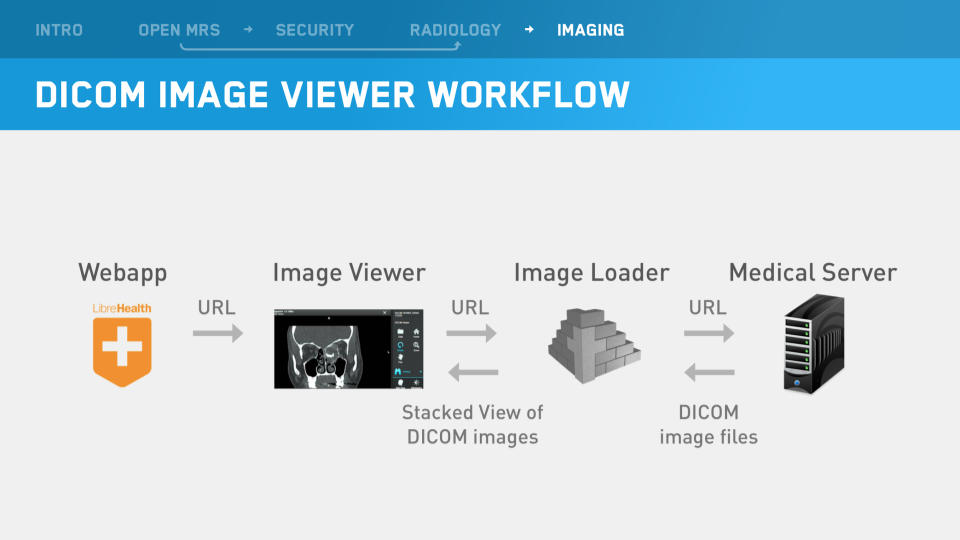 INTRO OPEN MRS SECURITY RADIOLOGY IMAGING
DICOM IMAGE VIEWER WORKFLOW
Webapp Image Viewer Image Loader Medical Server
LibreHealth
URL URL URL
Stacked View of
DICOM images
DICOM
image files